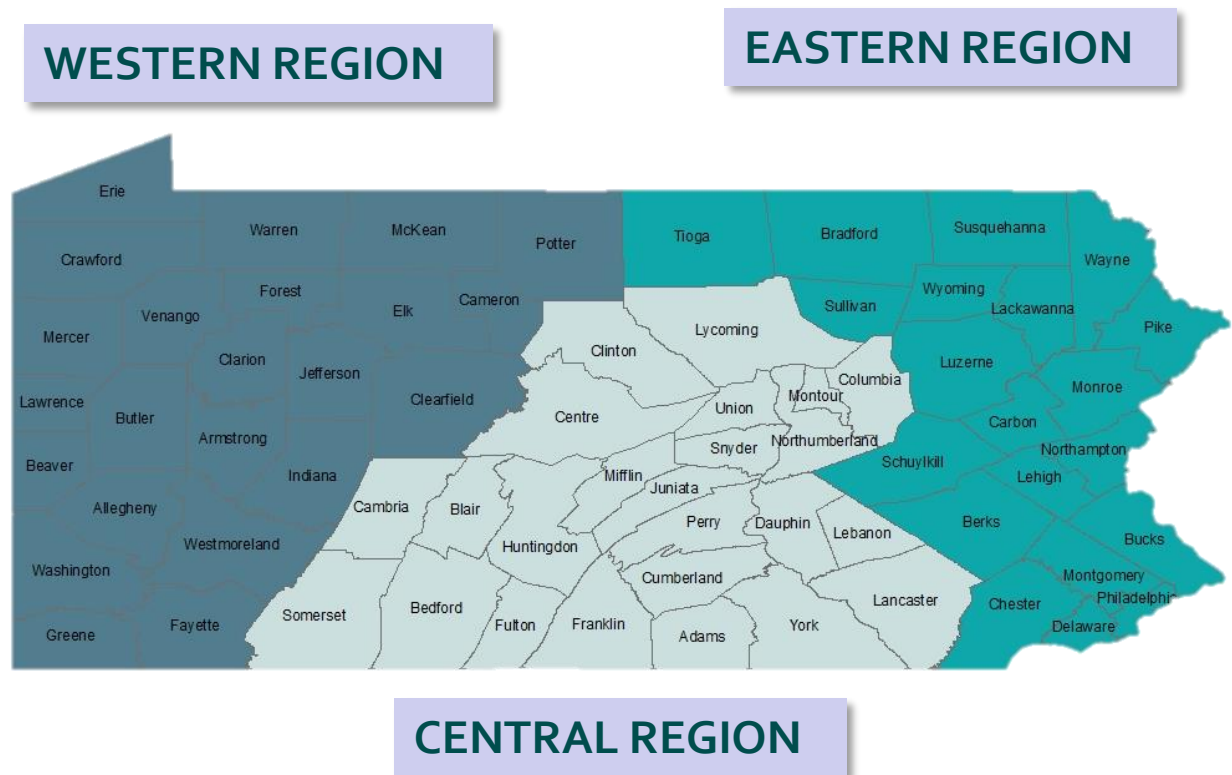 WESTERN REGION
EASTERN REGION
Erie
Warren
McKean
Potter
Tioga
Bradford
Susquehanna
Wayne
Crawford
Forest
Elk
Cameron
Sullivan
Wyoming
Lackawanna
Pike
Mercer
Venango
Clarion
Jefferson
Clinton
Lycoming
Luzerne
Monroe
Lawrence
Butler
Clearfield
Centre
Union
Montour
Columbia
Carbon
Armstrong
Snyder
Northumberland
Northampton
Beaver
Indiana
Mifflin
Juniata
Schuylkill
Lehigh
Allegheny
Cambria
Blair
Perry
Dauphin
Lebanon
Berks
Bucks
Westmoreland
Huntingdon
Washington
Cumberland
Montgomery
Philadelphia
Somerset
Bedford
Lancaster
Chester
Greene
Fayette
Fulton
Franklin
Adams
York
Delaware
CENTRAL REGION